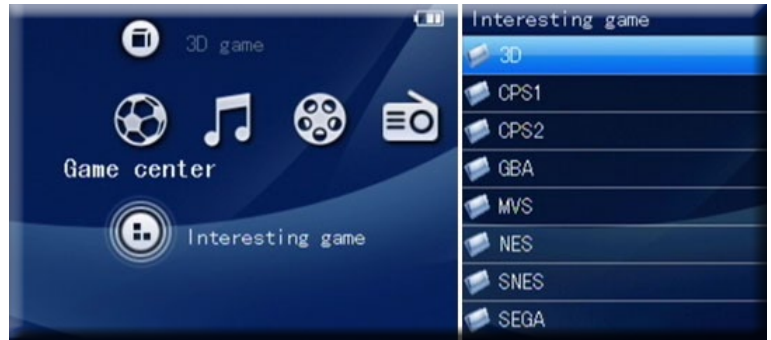 3D game
Game center
Interesting game
Interesting game
3D
CPS1
CPS2
GBA
MVS
NES
SNES
SEGA